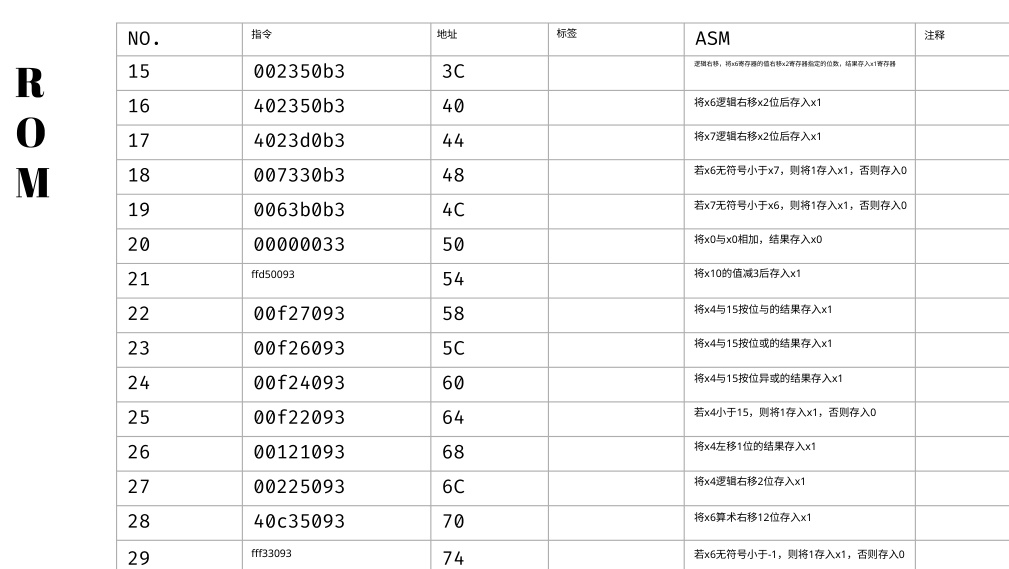 R
O
M
NO. 指令 地址 标签 ASM 注释
15 002350b3 3C 逻辑右移，将x6寄存器的值右移x2寄存器指定的位数，结果存入x1寄存器
16 402350b3 40 将x6逻辑右移x2位后存入x1
17 4023d0b3 44 将x7逻辑右移x2位后存入x1
18 007330b3 48 若x6无符号小于x7，则将1存入x1，否则存入0
19 0063b0b3 4C 若x7无符号小于x6，则将1存入x1，否则存入0
20 00000033 50 将x0与x0相加，结果存入x0
21 ffd50093 54 将x10的值减3后存入x1
22 00f27093 58 将x4与15按位与的结果存入x1
23 00f26093 5C 将x4与15按位或的结果存入x1
24 00f24093 60 将x4与15按位异或的结果存入x1
25 00f22093 64 若x4小于15，则将1存入x1，否则存入0
26 00121093 68 将x4左移1位的结果存入x1
27 00225093 6C 将x4逻辑右移2位存入x1
28 40c35093 70 将x6算术右移12位存入x1
29 fff33093 74 若x6无符号小于-1，则将1存入x1，否则存入0